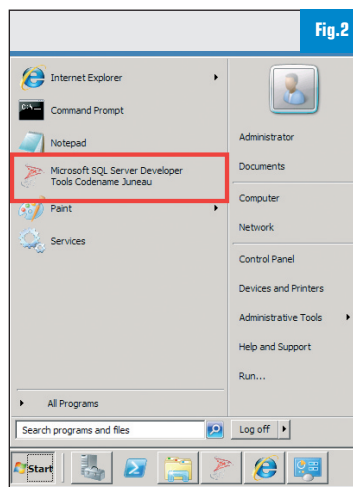 Fig.2
Internet Explorer
Command Prompt
Notepad
Microsoft SQL Server Developer
Tools Codename Juneau
Paint
Services
All Programs
Search programs and files
Administrator
Documents
Computer
Network
Control Panel
Devices and Printers
Administrative Tools
Help and Support
Run...
Log off
Start